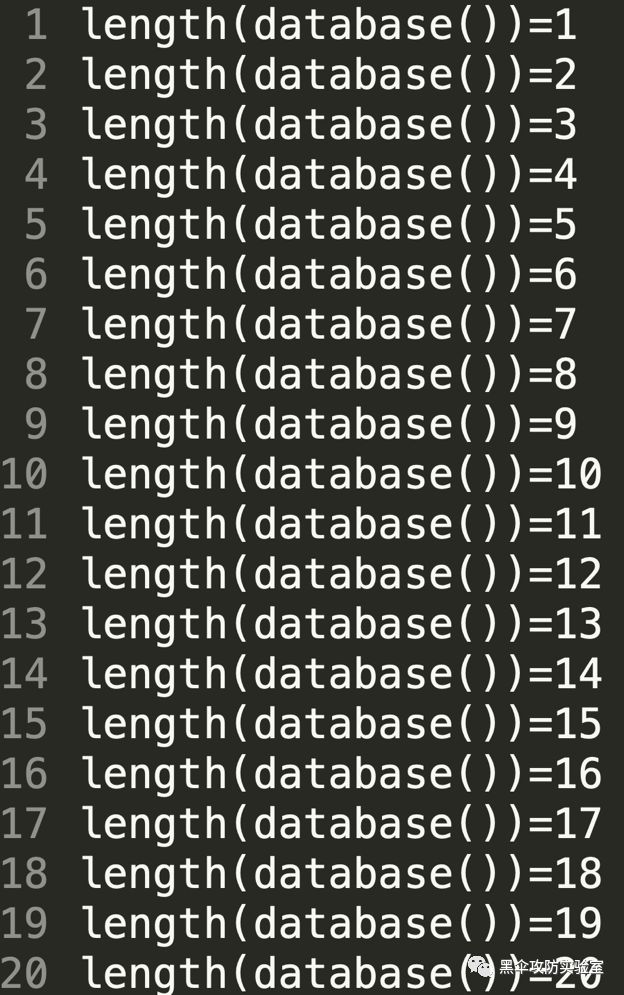 1 length(database())=1
2 length(database())=2
3 length(database())=3
4 length(database())=4
5 length(database())=5
6 length(database())=6
7 length(database())=7
8 length(database())=8
9 length(database())=9
10 length(database())=10
11 length(database())=11
12 length(database())=12
13 length(database())=13
14 length(database())=14
15 length(database())=15
16 length(database())=16
17 length(database())=17
18 length(database())=18
19 length(database())=19
20 length(database())=20
黑伞攻防实验室